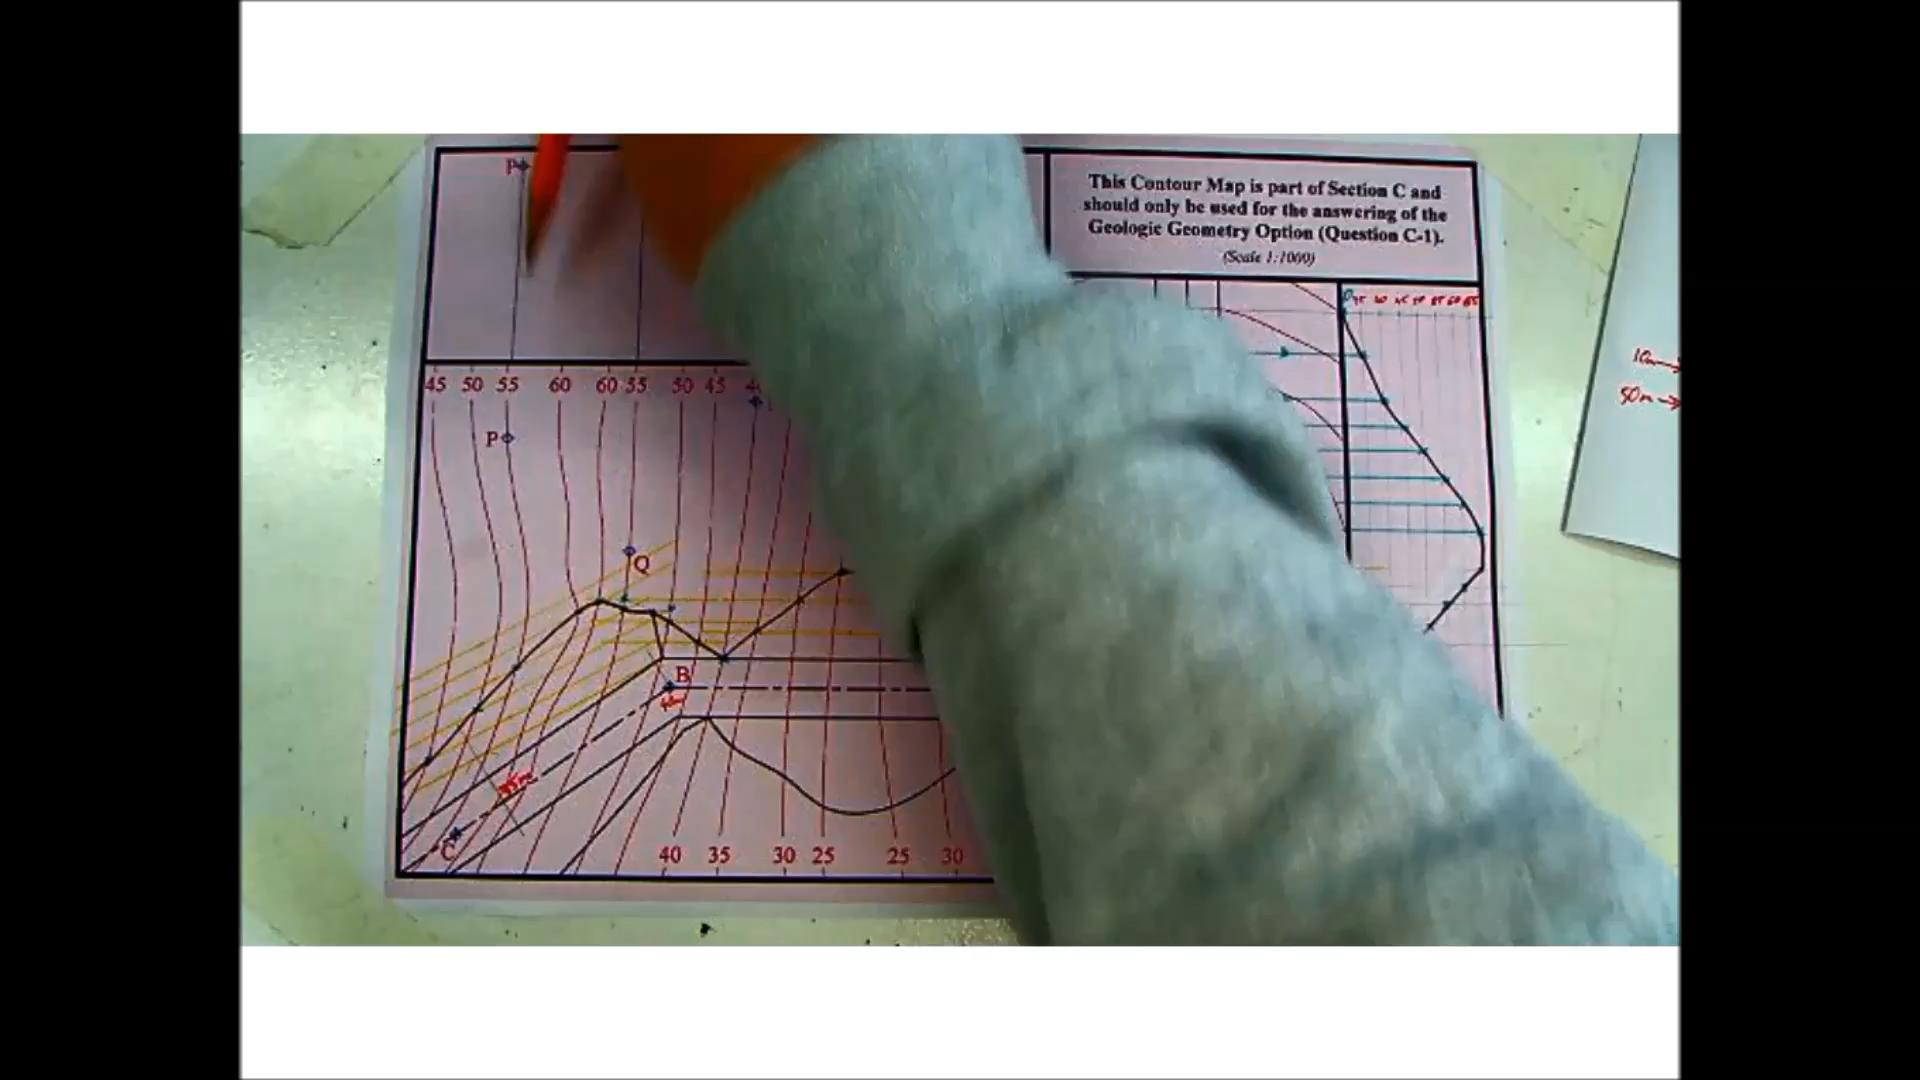 P
This Contour Map is part of Section C and
should only be used for the answering of the
Geologic Geometry Option (Question C-1).
(Scale 1:1000)
45 50 55 60 60 55 50 45
P
Q
B
C
40 35 30 25 25 30
10m→
50m→